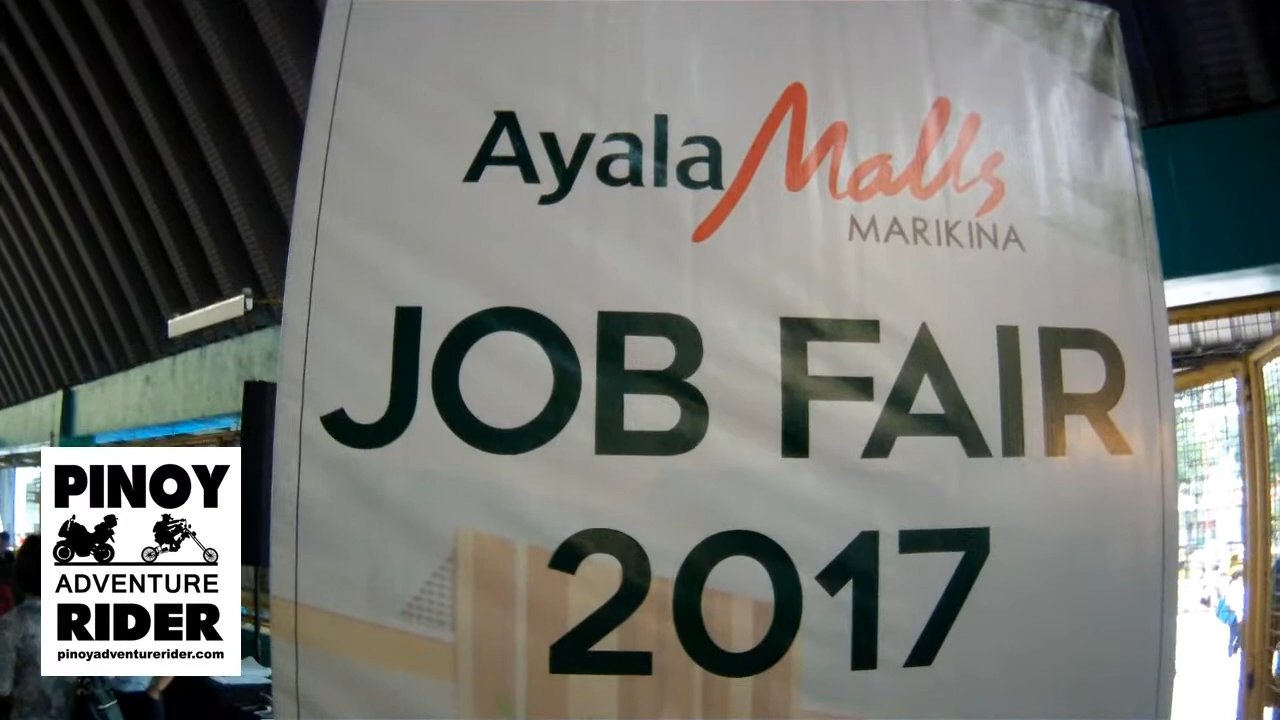 Ayala Malls
MARIKINA
JOB FAIR
2017
PINOY
ADVENTURE
RIDER
pinoyadventurerider.com